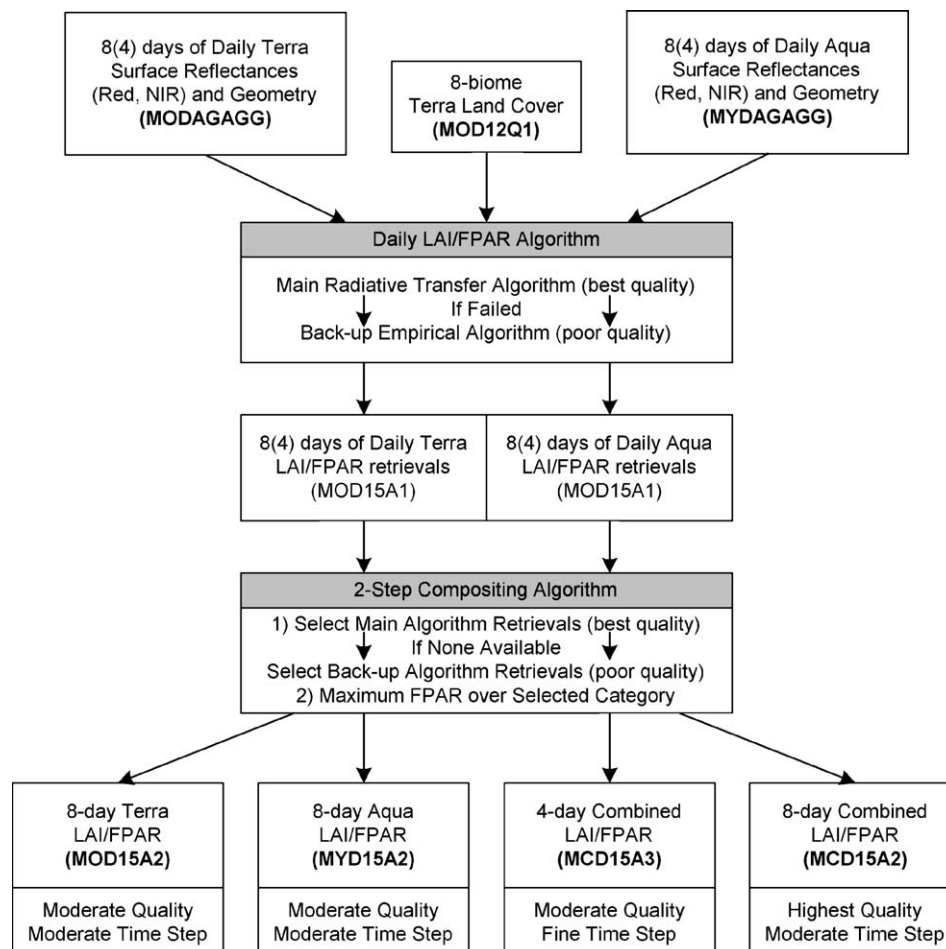 8(4) days of Daily Terra
Surface Reflectances
(Red, NIR) and Geometry
(MODAGAGG)
8-biome
Terra Land Cover
(MOD12Q1)
8(4) days of Daily Aqua
Surface Reflectances
(Red, NIR) and Geometry
(MYDAGAGG)
Daily LAI/FPAR Algorithm
Main Radiative Transfer Algorithm (best quality)
If Failed
Back-up Empirical Algorithm (poor quality)
8(4) days of Daily Terra
LAI/FPAR retrievals
(MOD15A1)
8(4) days of Daily Aqua
LAI/FPAR retrievals
(MOD15A1)
2-Step Compositing Algorithm
1) Select Main Algorithm Retrievals (best quality)
If None Available
Select Back-up Algorithm Retrievals (poor quality)
2) Maximum FPAR over Selected Category
8-day Terra
LAI/FPAR
(MOD15A2)
Moderate Quality
Moderate Time Step
8-day Aqua
LAI/FPAR
(MYD15A2)
Moderate Quality
Moderate Time Step
4-day Combined
LAI/FPAR
(MCD15A3)
Moderate Quality
Fine Time Step
8-day Combined
LAI/FPAR
(MCD15A2)
Highest Quality
Moderate Time Step